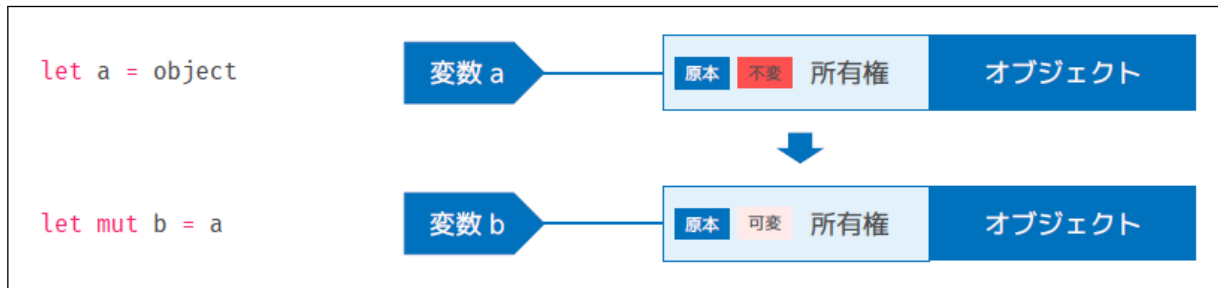 let a = object 変数 a 原本 不変 所有権 オブジェクト
let mut b = a 変数 b 原本 可変 所有権 オブジェクト